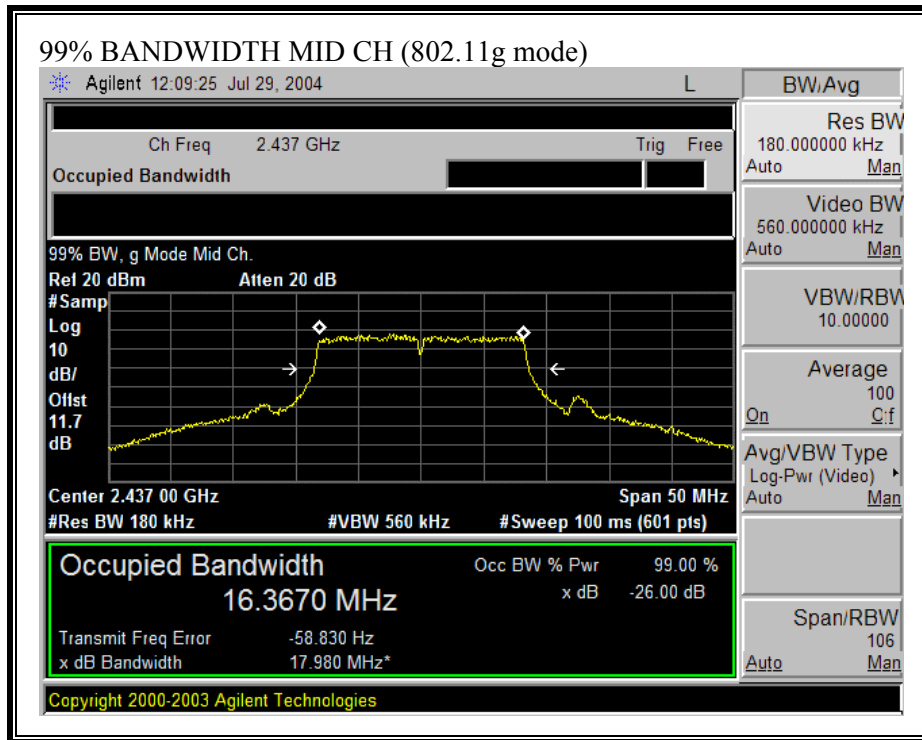 99% BANDWIDTH MID CH (802.11g mode)
Agilent 12:09:25 Jul 29, 2004 L
BW/Avg
Ch Freq 2.437 GHz Trig Free
Occupied Bandwidth
Res BW
180.000000 kHz
Auto Man
Video BW
560.000000 kHz
Auto Man
VBW/RBW
10.00000
Average
100
On Off
Avg/VBW Type
Log-Pwr (Video)
Auto Man
Span/RBW
106
Auto Man
99% BW, g Mode Mid Ch.
Ref 20 dBm Atten 20 dB
#Samp
Log
10
dB/
Offst
11.7
dB
Center 2.437 00 GHz Span 50 MHz
#Res BW 180 kHz #VBW 560 kHz #Sweep 100 ms (601 pts)
Occupied Bandwidth
16.3670 MHz
Occ BW % Pwr 99.00 %
x dB -26.00 dB
Transmit Freq Error -58.830 Hz
x dB Bandwidth 17.980 MHz*
Copyright 2000-2003 Agilent Technologies